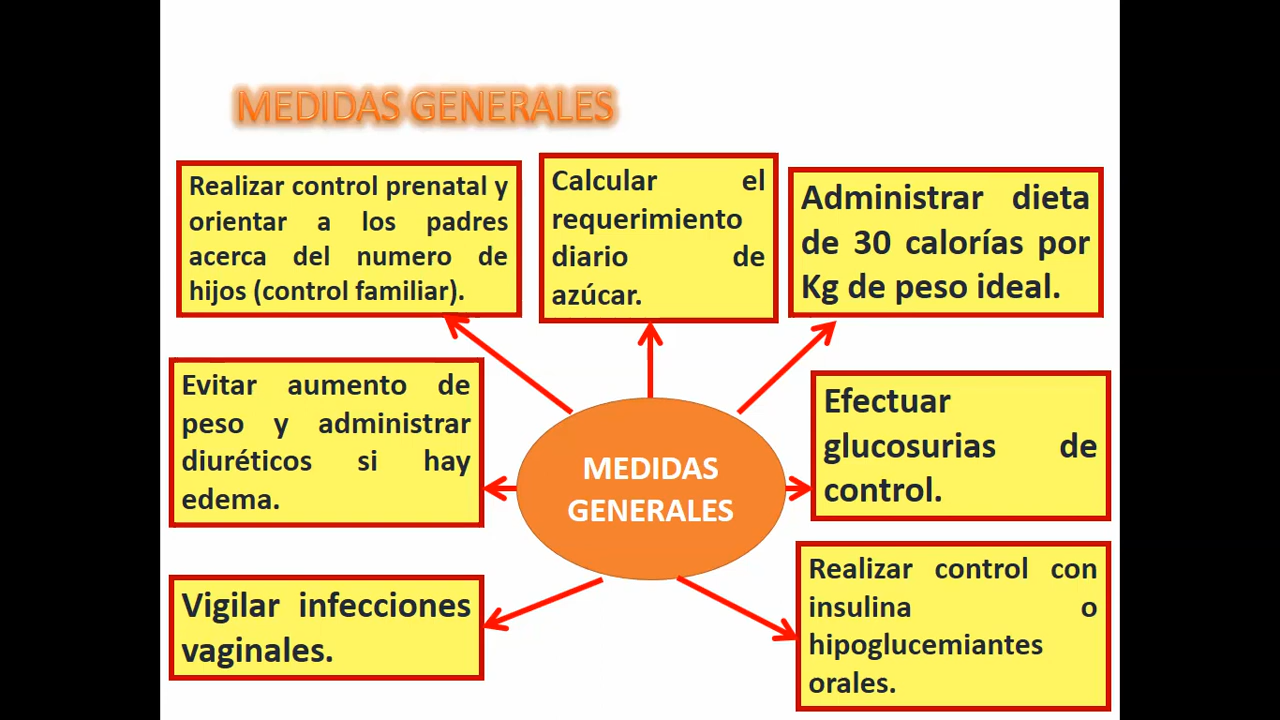 MEDIDAS GENERALES
Realizar control prenatal y
orientar a los padres
acerca del numero de
hijos (control familiar).
Calcular el
requerimiento
diario de
azúcar.
Administrar dieta
de 30 calorías por
Kg de peso ideal.
Evitar aumento de
peso y administrar
diuréticos si hay
edema.
MEDIDAS
GENERALES
Efectuar
glucosurias de
control.
Vigilar infecciones
vaginales.
Realizar control con
insulina o
hipoglucemiantes
orales.